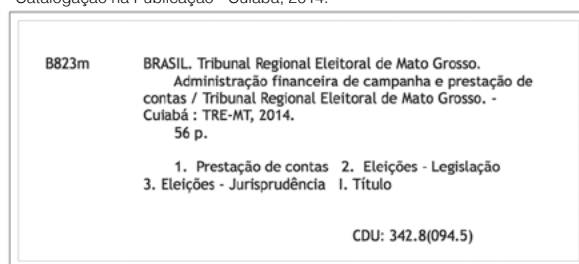 Catalogação na Publicação - Cuiabá, 2014.
B823m BRASIL. Tribunal Regional Eleitoral de Mato Grosso.
Administração financeira de campanha e prestação de
contas / Tribunal Regional Eleitoral de Mato Grosso. -
Cuiabá : TRE-MT, 2014.
56 p.
1. Prestação de contas 2. Eleições - Legislação
3. Eleições - Jurisprudência I. Título
CDU: 342.8(094.5)